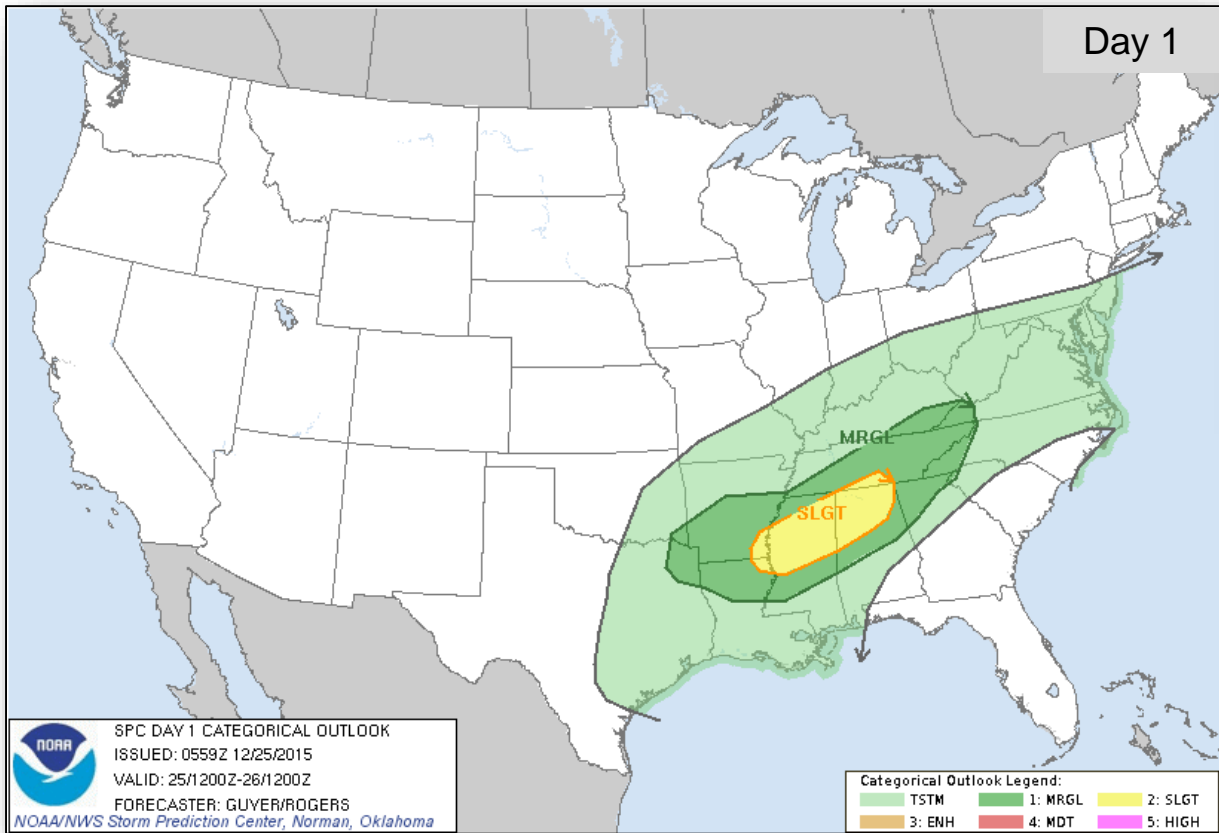 Day 1
MRGL
SLGT
NOAA
SPC DAY 1 CATEGORICAL OUTLOOK
ISSUED: 0559Z 12/25/2015
VALID: 25/1200Z-26/1200Z
FORECASTER: GUYER/ROGERS
NOAA/NWS Storm Prediction Center, Norman, Oklahoma
Categorical Outlook Legend:
TSTM 1: MRGL 2: SLGT
3: ENH 4: MDT 5: HIGH